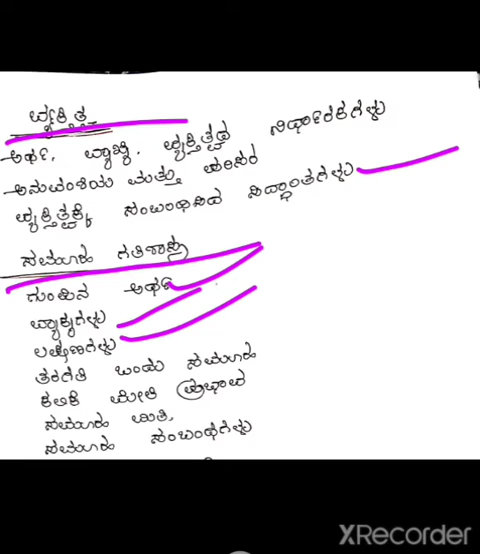 ವ್ಯಕ್ತಿತ್ವ
ಅರ್ಥ, ವ್ಯಾಖ್ಯೆ, ವ್ಯಕ್ತಿತ್ವದ ನಿರ್ಧಾರಕಗಳು
ಅನುವಂಶಿಯ ಮತ್ತು ಪರಿಸರ
ವ್ಯಕ್ತಿತ್ವಕ್ಕೆ ಸಂಬಂಧಿಸಿದ ಸಿದ್ಧಾಂತಗಳು
ಸಮೂಹ ಗತಿಶಾಸ್ತ್ರ
ಗುಂಪಿನ ಅರ್ಥ
ವ್ಯಾಖ್ಯೆಗಳು
ಲಕ್ಷಣಗಳು
ತರಗತಿ ಒಂದು ಸಮೂಹ
ಕಲಿಕೆ ಮೇಲಿ ಪ್ರಭಾವ
ಸಮೂಹ ಮಿತಿ,
ಸಮೂಹ ಸಂಬಂಧಗಳು
XRecorder